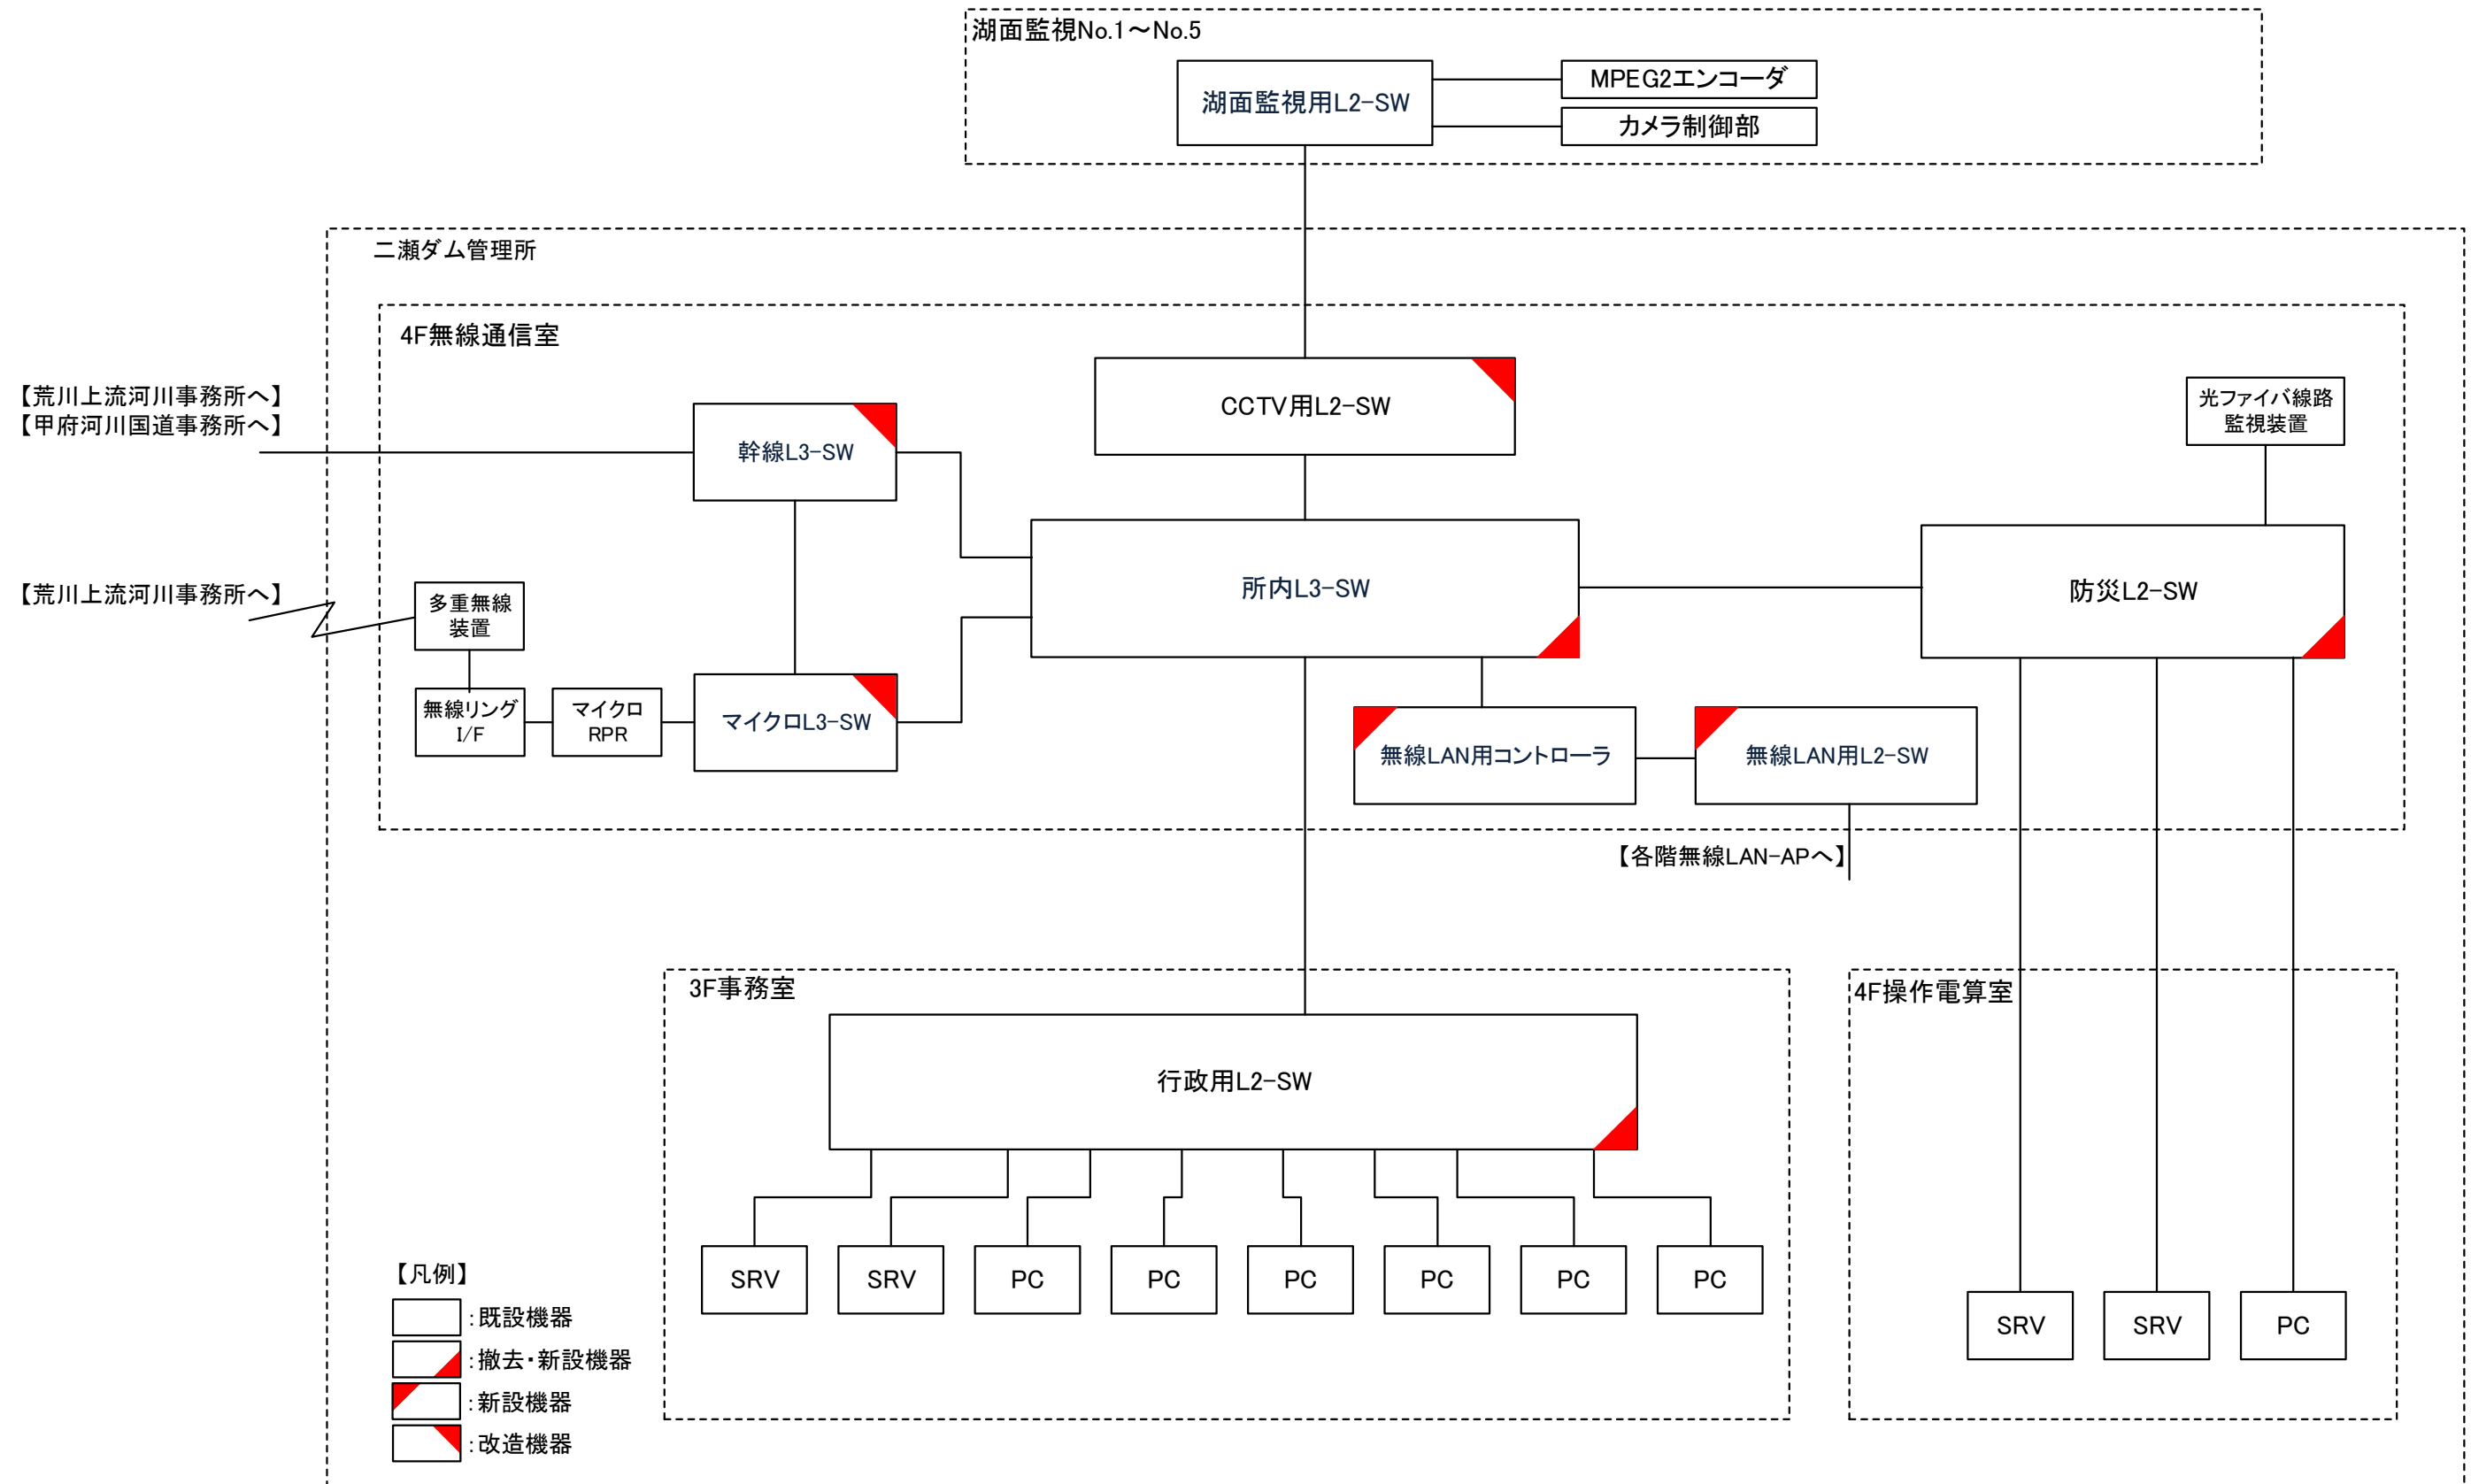 湖面監視No.1～No.5
湖面監視用L2-SW
MPEG2エンコーダ
カメラ制御部
二瀬ダム管理所
4F無線通信室
【荒川上流河川事務所へ】
【甲府河川国道事務所へ】
幹線L3-SW
CCTV用L2-SW
光ファイバ線路
監視装置
【荒川上流河川事務所へ】
多重無線
装置
所内L3-SW
防災L2-SW
無線リング
I/F
マイクロ
RPR
マイクロL3-SW
無線LAN用コントローラ
無線LAN用L2-SW
【各階無線LAN-APへ】
3F事務室
4F操作電算室
行政用L2-SW
SRV
SRV
PC
PC
PC
PC
PC
PC
SRV
SRV
PC
【凡例】
：既設機器
：撤去・新設機器
：新設機器
：改造機器